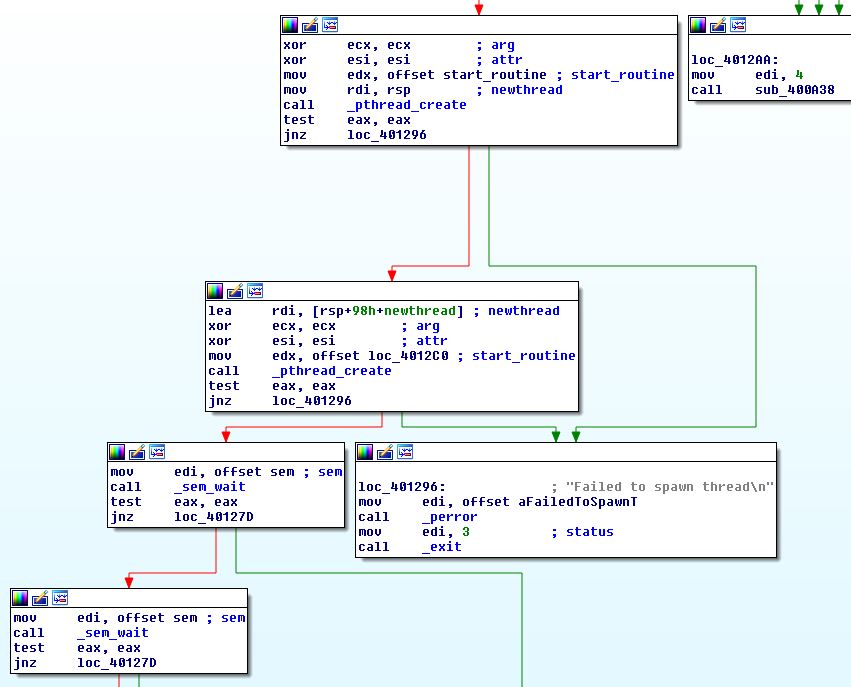 xor ecx, ecx ; arg
xor esi, esi ; attr
mov edx, offset start_routine ; start_routine
mov rdi, rsp ; newthread
call _pthread_create
test eax, eax
jnz loc_401296
loc_4012AA:
mov edi, 4
call sub_400A38
lea rdi, [rsp+98h+newthread] ; newthread
xor ecx, ecx ; arg
xor esi, esi ; attr
mov edx, offset loc_4012C0 ; start_routine
call _pthread_create
test eax, eax
jnz loc_401296
mov edi, offset sem ; sem
call _sem_wait
test eax, eax
jnz loc_40127D
loc_401296: ; "Failed to spawn thread\n"
mov edi, offset aFailedToSpawnT
call _perror
mov edi, 3 ; status
call _exit
mov edi, offset sem ; sem
call _sem_wait
test eax, eax
jnz loc_40127D